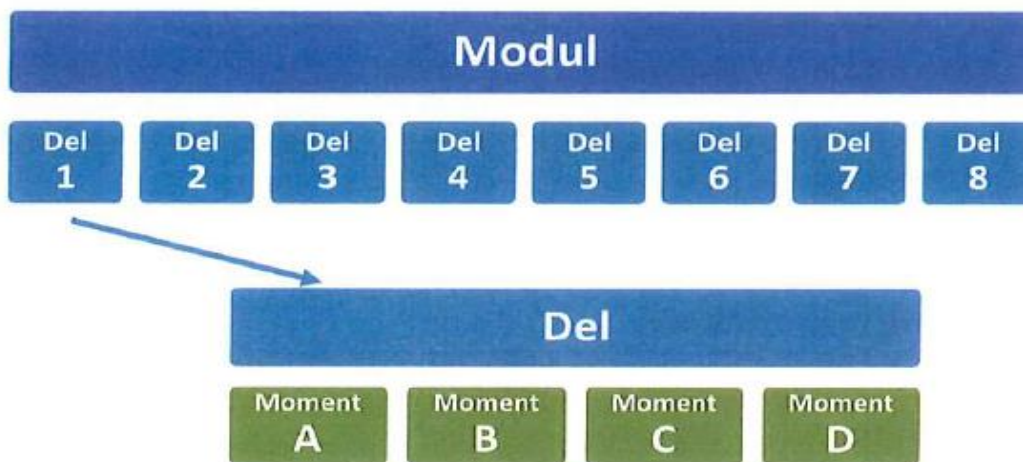 Modul
Del Del Del Del Del Del Del Del
1 2 3 4 5 6 7 8
Del
Moment Moment Moment Moment
A B C D